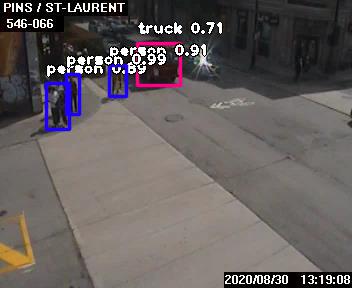 PINS / ST-LAURENT
546-066
truck 0.71
person 0.91
person 0.99
person 0.89
2020/08/30 13:19:08